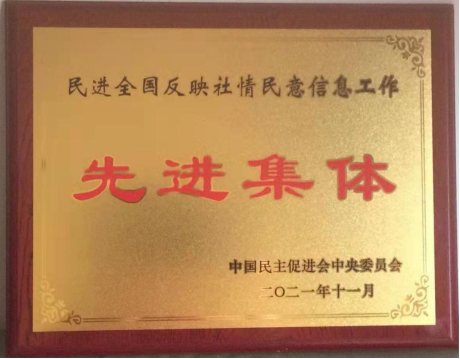 民进全国反映社情民意信息工作
先进集体
中国民主促进会中央委员会
二〇二一年十一月